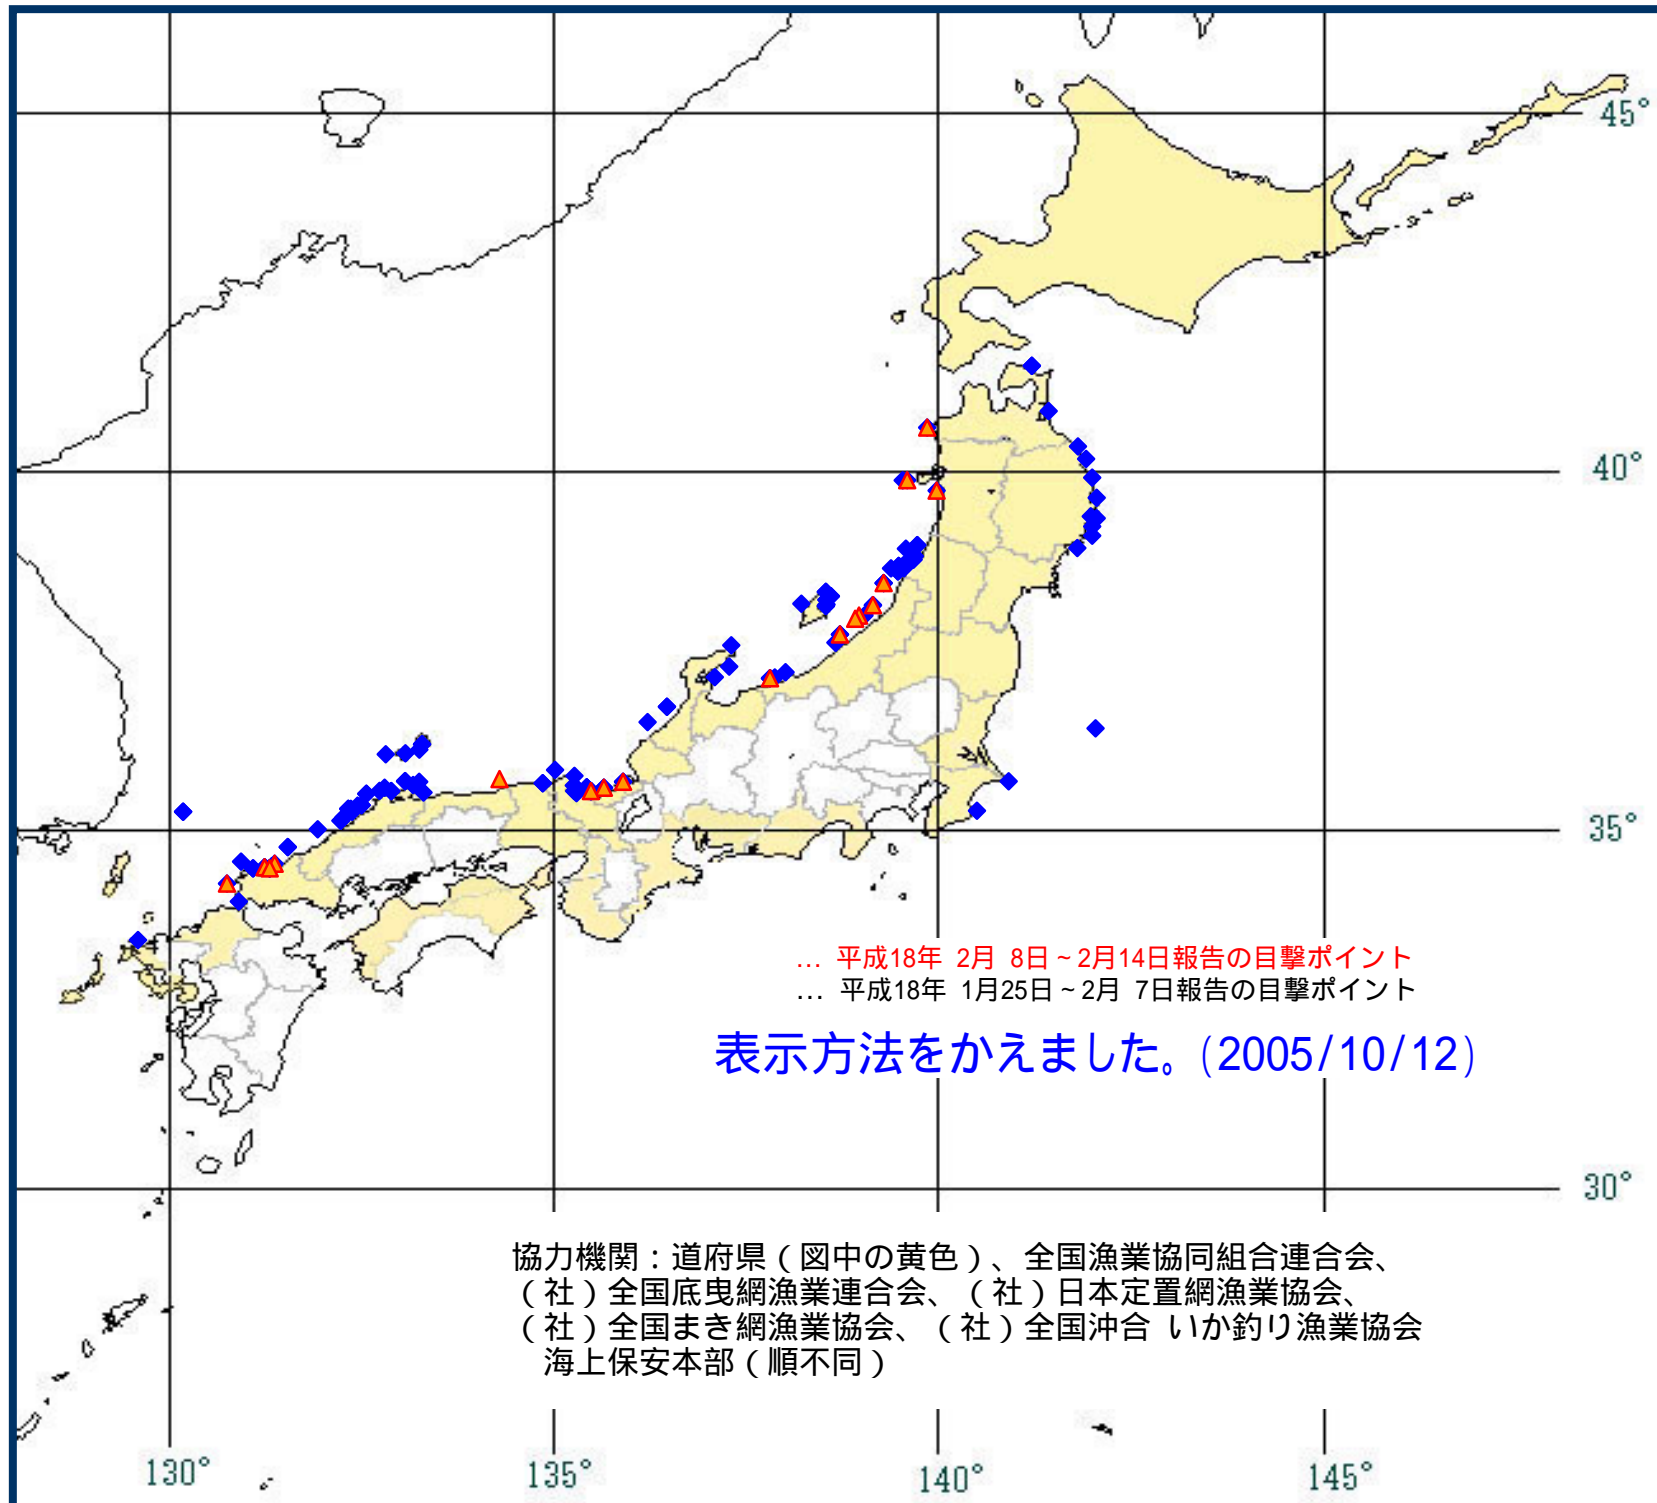 45°
40°
35°
… 平成18年 2月 8日～2月14日報告の目撃ポイント
… 平成18年 1月25日～2月 7日報告の目撃ポイント
表示方法をかえました。(2005/10/12)
30°
協力機関：道府県（図中の黄色）、全国漁業協同組合連合会、
（社）全国底曳網漁業連合会、（社）日本定置網漁業協会、
（社）全国まき網漁業協会、（社）全国沖合 いか釣り漁業協会
海上保安本部（順不同）
130° 135° 140° 145°